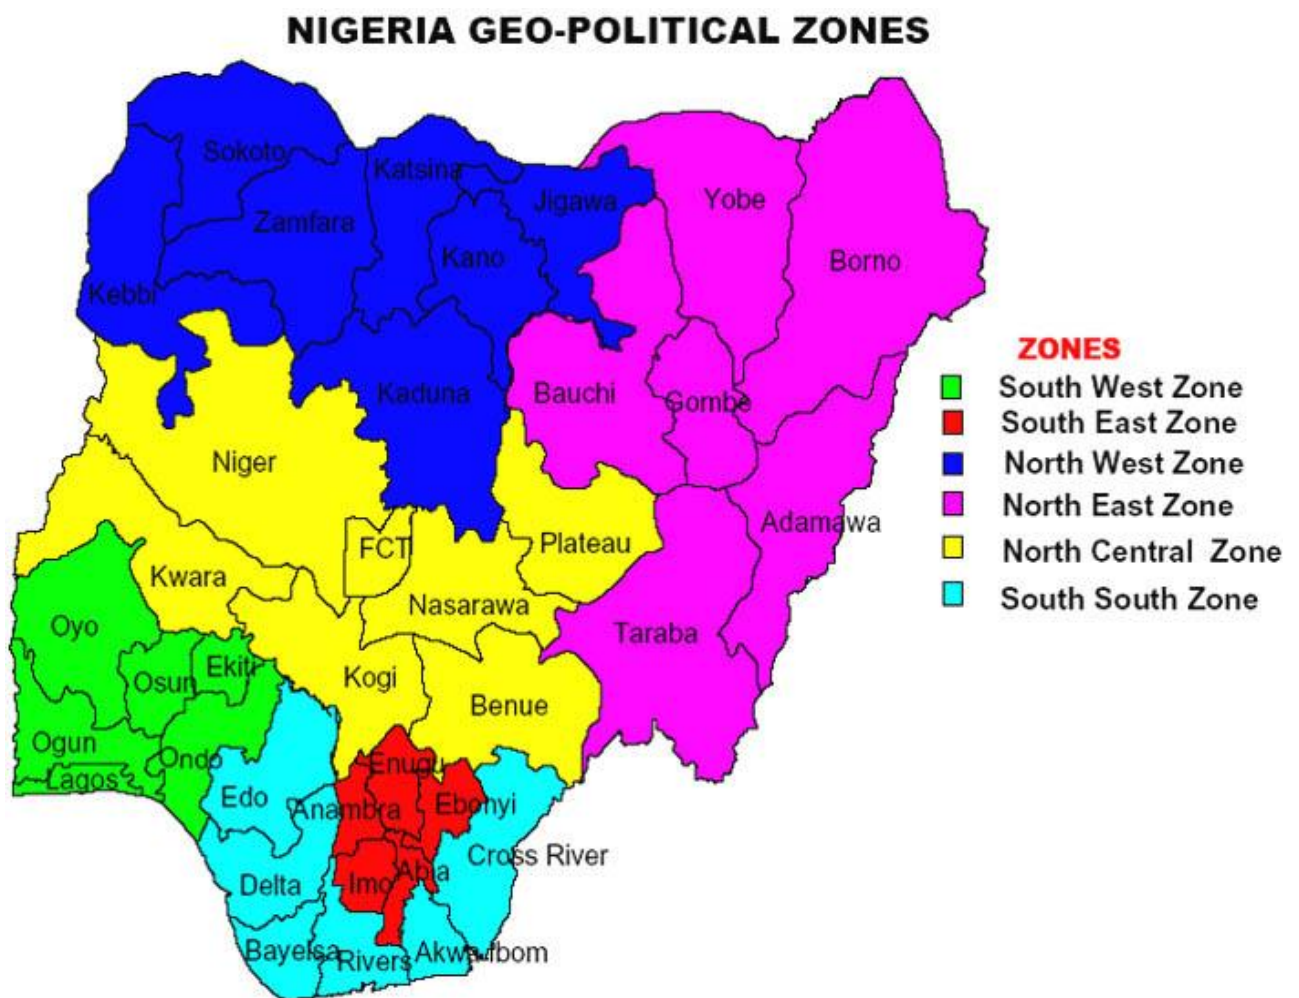 NIGERIA GEO-POLITICAL ZONES
Sokoto
Katsina
Zamfara
Jigawa
Yobe
Kano
Borno
Kebbi
Kaduna
Bauchi
Gombe
Niger
Adamawa
FCT
Plateau
Kwara
Nasarawa
Oyo
Taraba
Ekiti
Osun
Kogi
Benue
Ogun
Ondo
Lagos
Enugu
Edo
Anambra
Ebonyi
Cross River
Abia
Imo
Delta
Bayelsa
Rivers
Akwa-Ibom
ZONES
South West Zone
South East Zone
North West Zone
North East Zone
North Central Zone
South South Zone